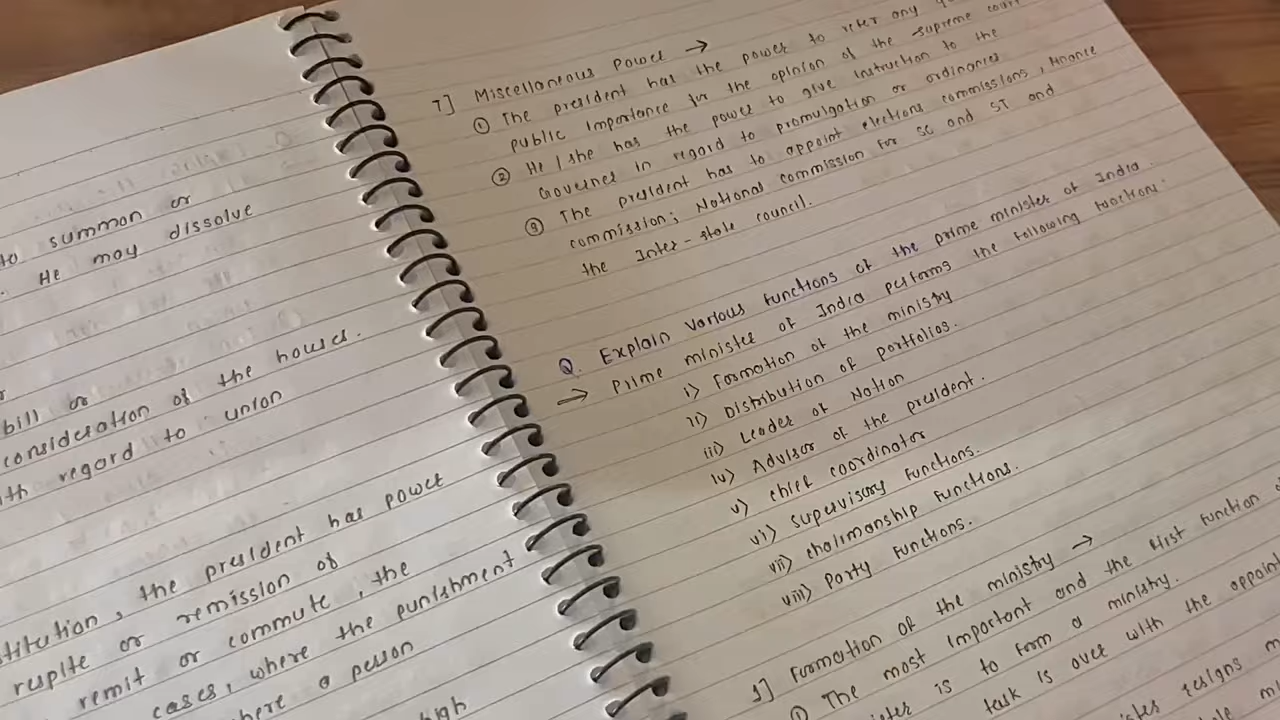 to summon or
He may dissolve
bill or
consideration of the houses.
regard to union
the president has power
respite or remission of
remit or commute, the
cases, where the punishment
a person
high
7] Miscellaneous Power →
① The president has the power to refer any
public importance for the opinion of the supreme court
② He / she has the power to give instruction to the
Governer in regard to promulgation or ordinances
③ The president has to appoint elections commissions, finance
commission; National commission for SC and ST and
the Inter-state council.
Q. Explain various functions of the prime minister of India.
→ Prime minister of India performs the following function.
i) Formation of the ministry
ii) Distribution of portfolios.
iii) Leader of Nation
iv) Advisor of the president.
v) chief coordinator
vi) supervisory functions.
vii) chairmanship functions.
viii) Party functions.
1] Formation of the ministry →
① The most important and the first function
is to form a ministry.
task is over with the
resigns